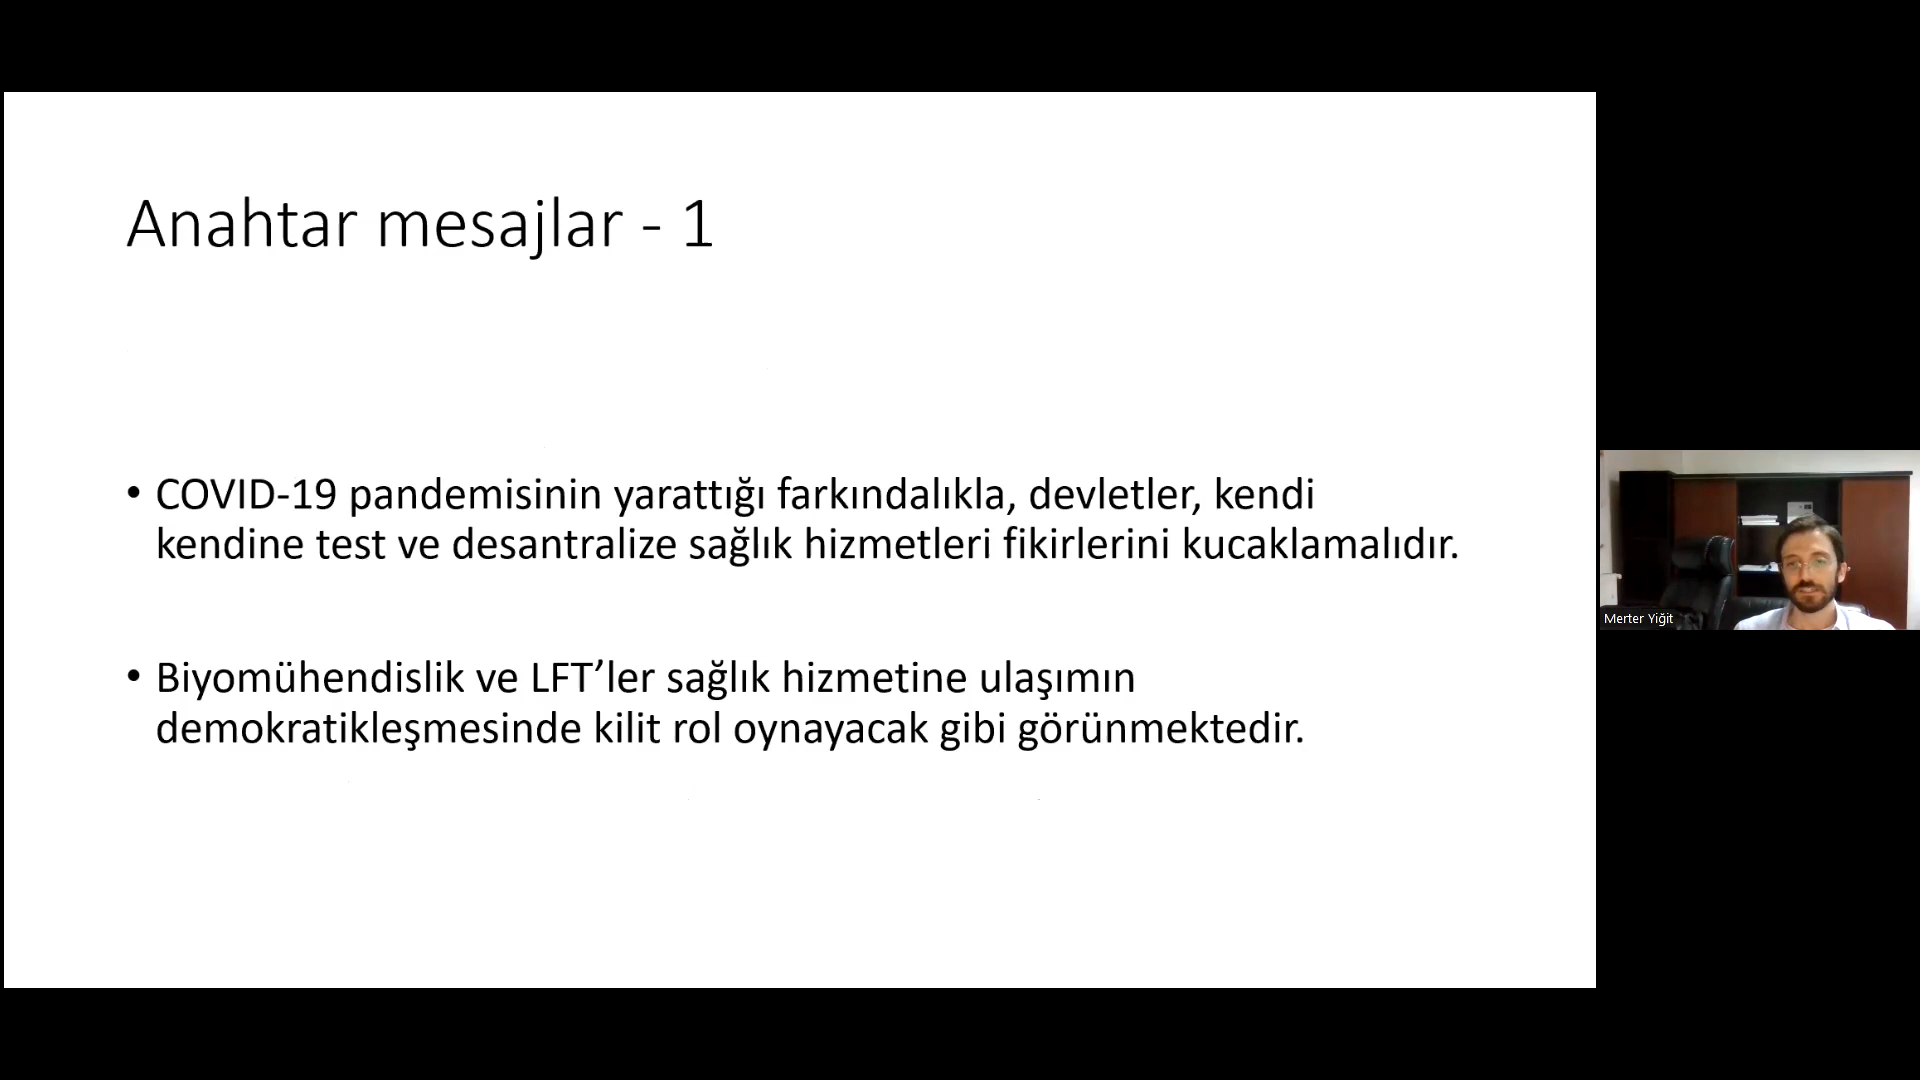 Anahtar mesajlar - 1
• COVID-19 pandemisinin yarattığı farkındalıkla, devletler, kendi
kendine test ve desantralize sağlık hizmetleri fikirlerini kucaklamalıdır.
• Biyomühendislik ve LFT’ler sağlık hizmetine ulaşımın
demokratikleşmesinde kilit rol oynayacak gibi görünmektedir.
Merter Yiğit